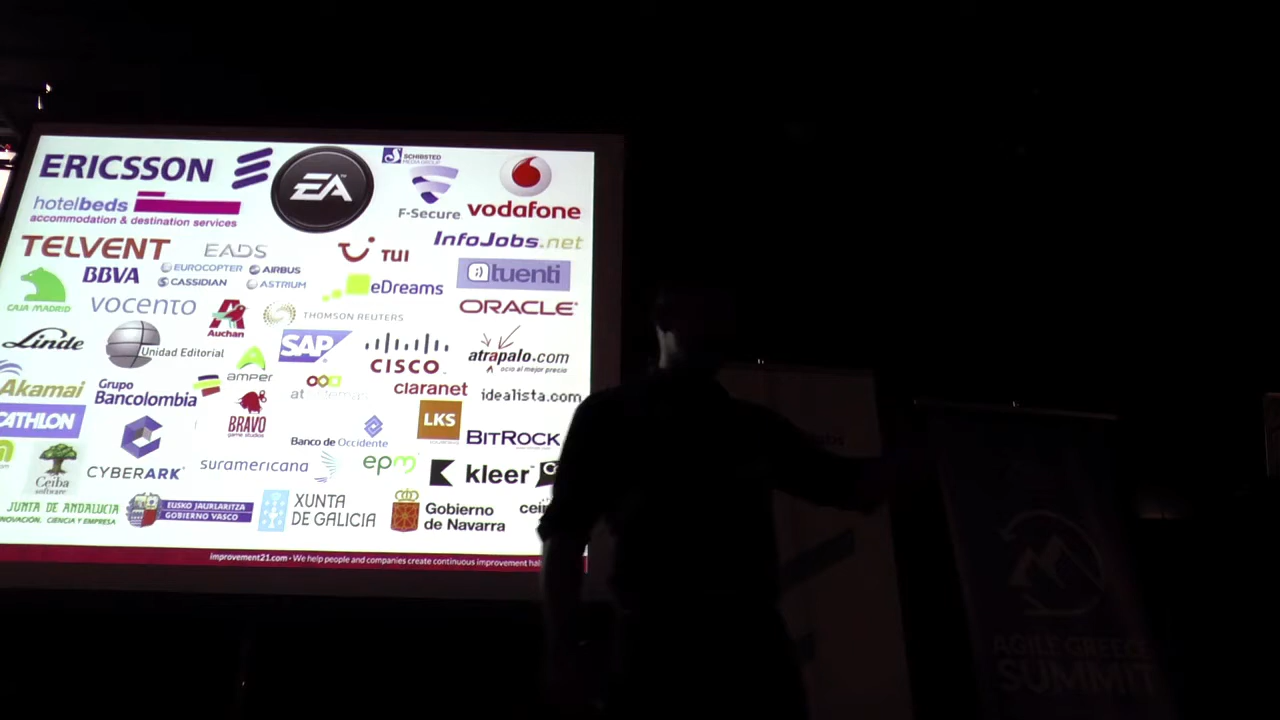 ERICSSON
EA
SCHIBSTED
MEDIA GROUP
F-Secure
vodafone
hotelbeds
accommodation & destination services
TELVENT
EADS
TUI
InfoJobs.net
CAJA MADRID
BBVA
EUROCOPTER
AIRBUS
CASSIDIAN
ASTRIUM
eDreams
tuenti
vocento
Auchan
THOMSON REUTERS
ORACLE
Linde
Unidad Editorial
amper
SAP
CISCO
atrapalo.com
ocio al mejor precio
Akamai
Grupo
Bancolombia
claranet
idealista.com
CATHLON
CYBERARK
BRAVO
game studios
Banco de Occidente
LKS
BITROCK
Ceiba
software
suramericana
epm
kleer
JUNTA DE ANDALUCIA
INNOVACIÓN, CIENCIA Y EMPRESA
EUSKO JAURLARITZA
GOBIERNO VASCO
XUNTA
DE GALICIA
Gobierno
de Navarra
cein
improvement21.com - We help people and companies create continuous improvement
AGILE GREECE
SUMMIT